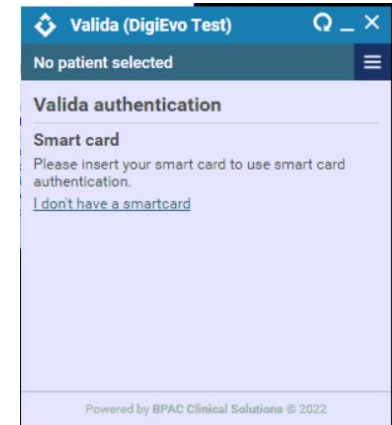 Valida (DigiEvo Test)
No patient selected
Valida authentication
Smart card
Please insert your smart card to use smart card
authentication.
I don't have a smartcard
Powered by BPAC Clinical Solutions © 2022